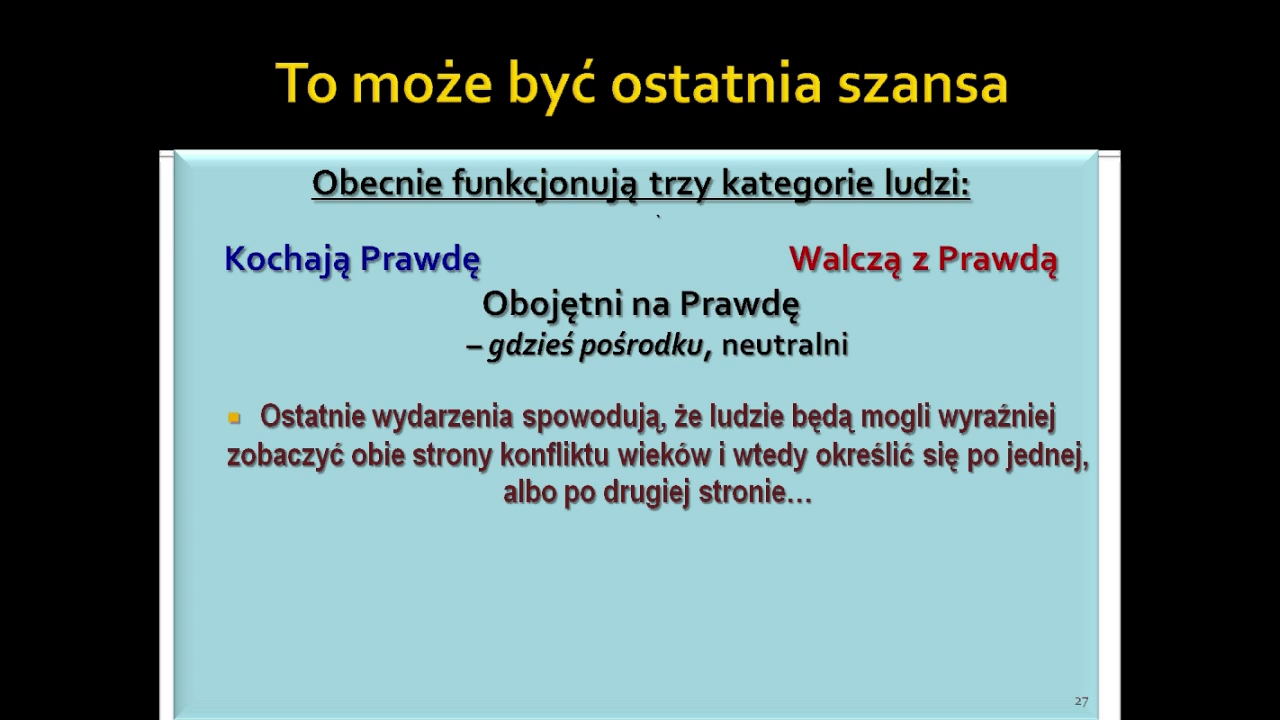 To może być ostatnia szansa
Obecnie funkcjonują trzy kategorie ludzi:
Kochają Prawdę Walczą z Prawdą
Obojętni na Prawdę
– gdzieś pośrodku, neutralni
Ostatnie wydarzenia spowodują, że ludzie będą mogli wyraźniej
zobaczyć obie strony konfliktu wieków i wtedy określić się po jednej,
albo po drugiej stronie...
27